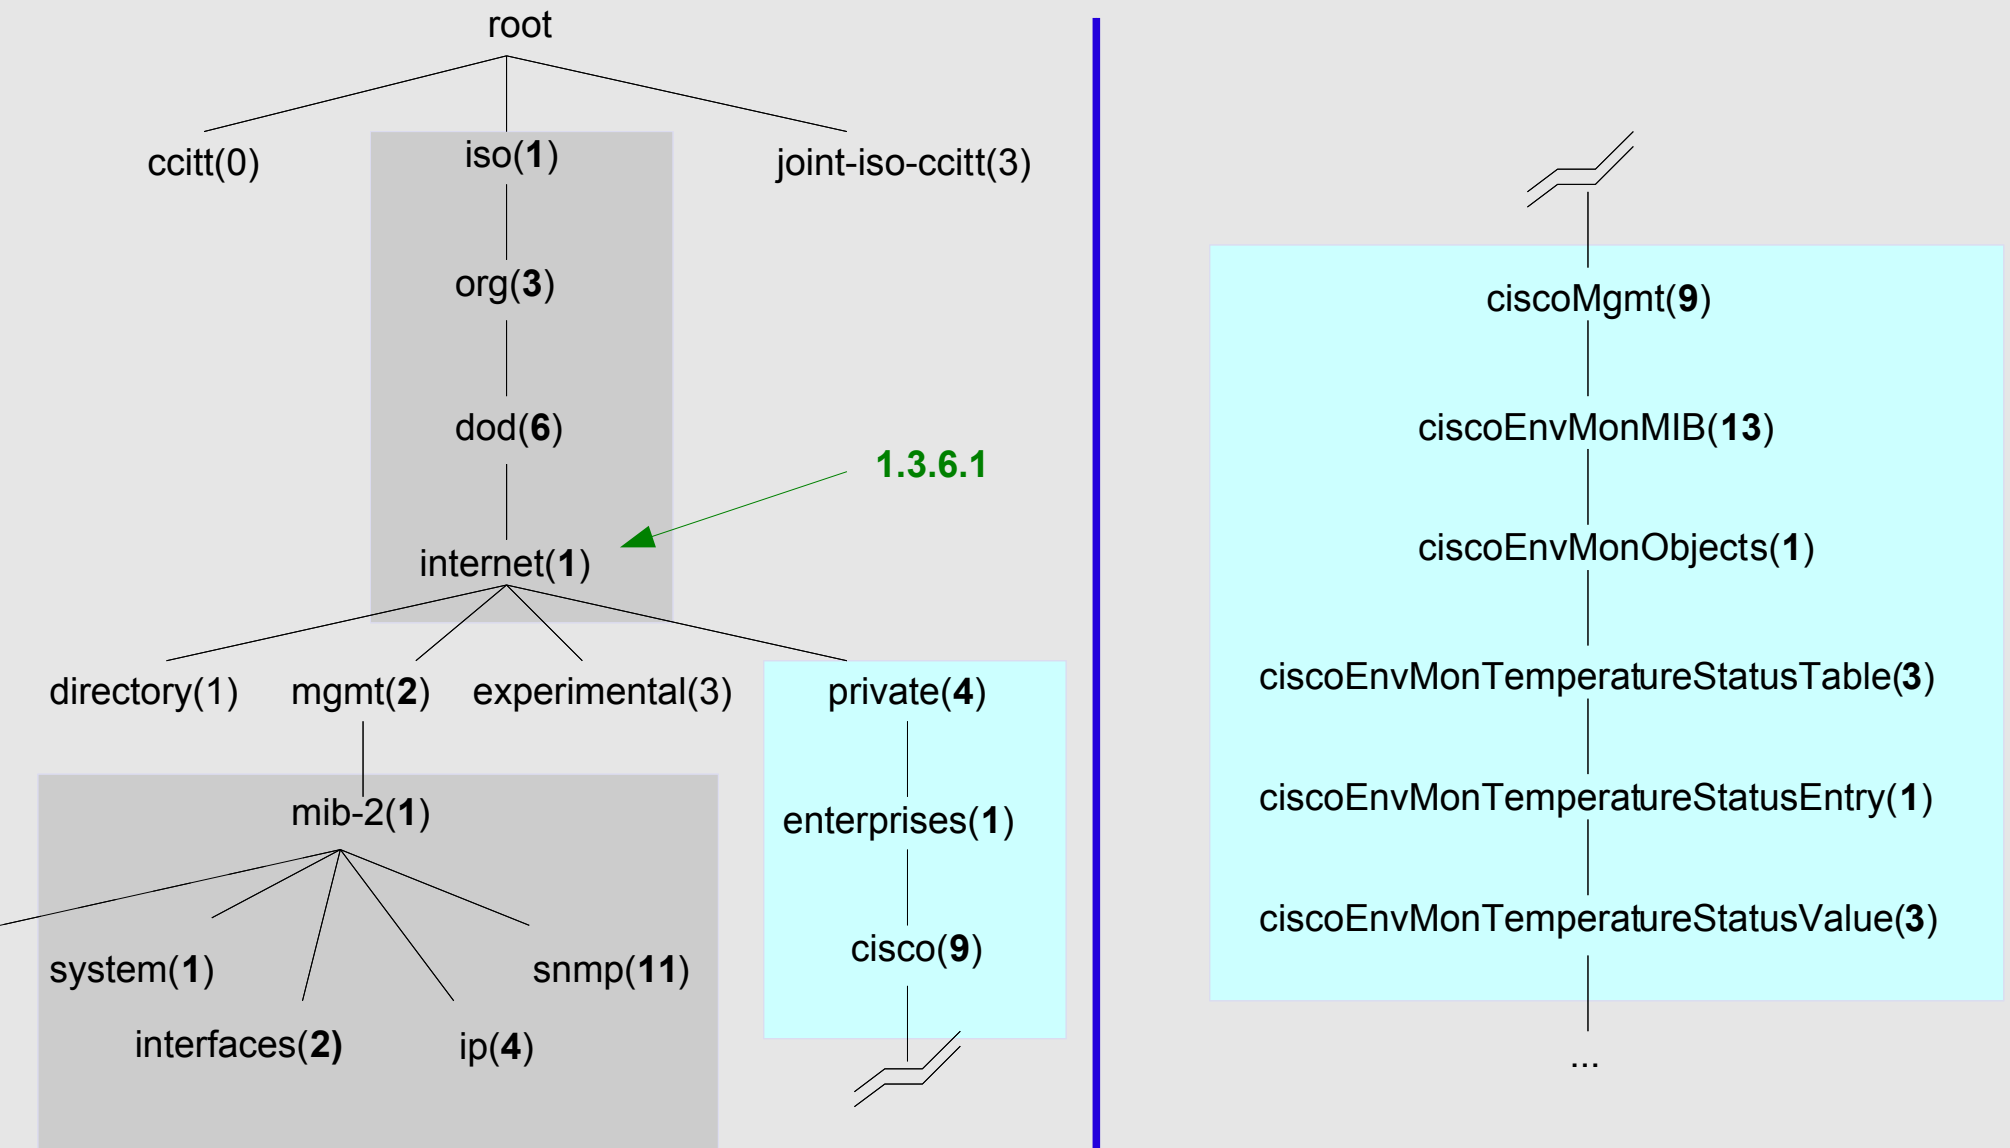 root
ccitt(0)
iso(1)
joint-iso-ccitt(3)
org(3)
dod(6)
1.3.6.1
internet(1)
directory(1)
mgmt(2)
experimental(3)
private(4)
mib-2(1)
enterprises(1)
cisco(9)
system(1)
snmp(11)
interfaces(2)
ip(4)
ciscoMgmt(9)
ciscoEnvMonMIB(13)
ciscoEnvMonObjects(1)
ciscoEnvMonTemperatureStatusTable(3)
ciscoEnvMonTemperatureStatusEntry(1)
ciscoEnvMonTemperatureStatusValue(3)
...